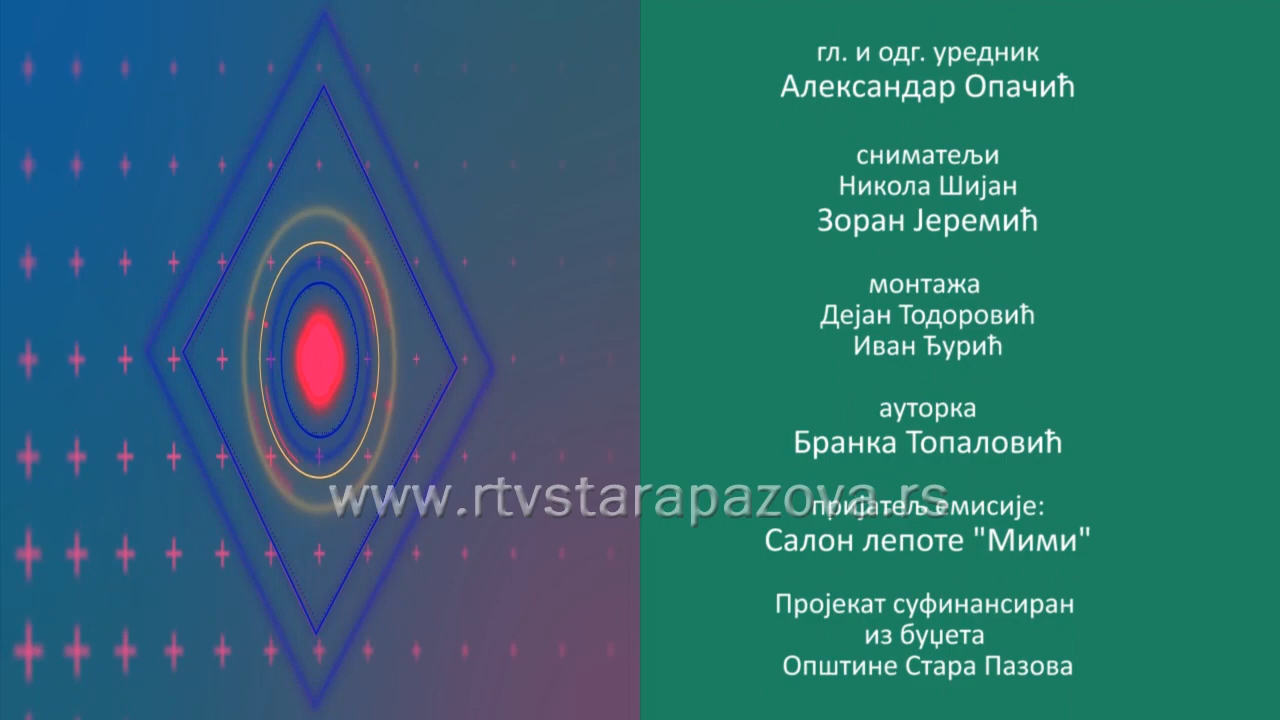 гл. и одг. уредник
Александар Опачић
сниматељи
Никола Шијан
Зоран Јеремић
монтажа
Дејан Тодоровић
Иван Ђурић
ауторка
Бранка Топаловић
www.rtvstarapazova.rs
пријатељ емисије:
Салон лепоте "Мими"
Пројекат суфинансиран
из буџета
Општине Стара Пазова